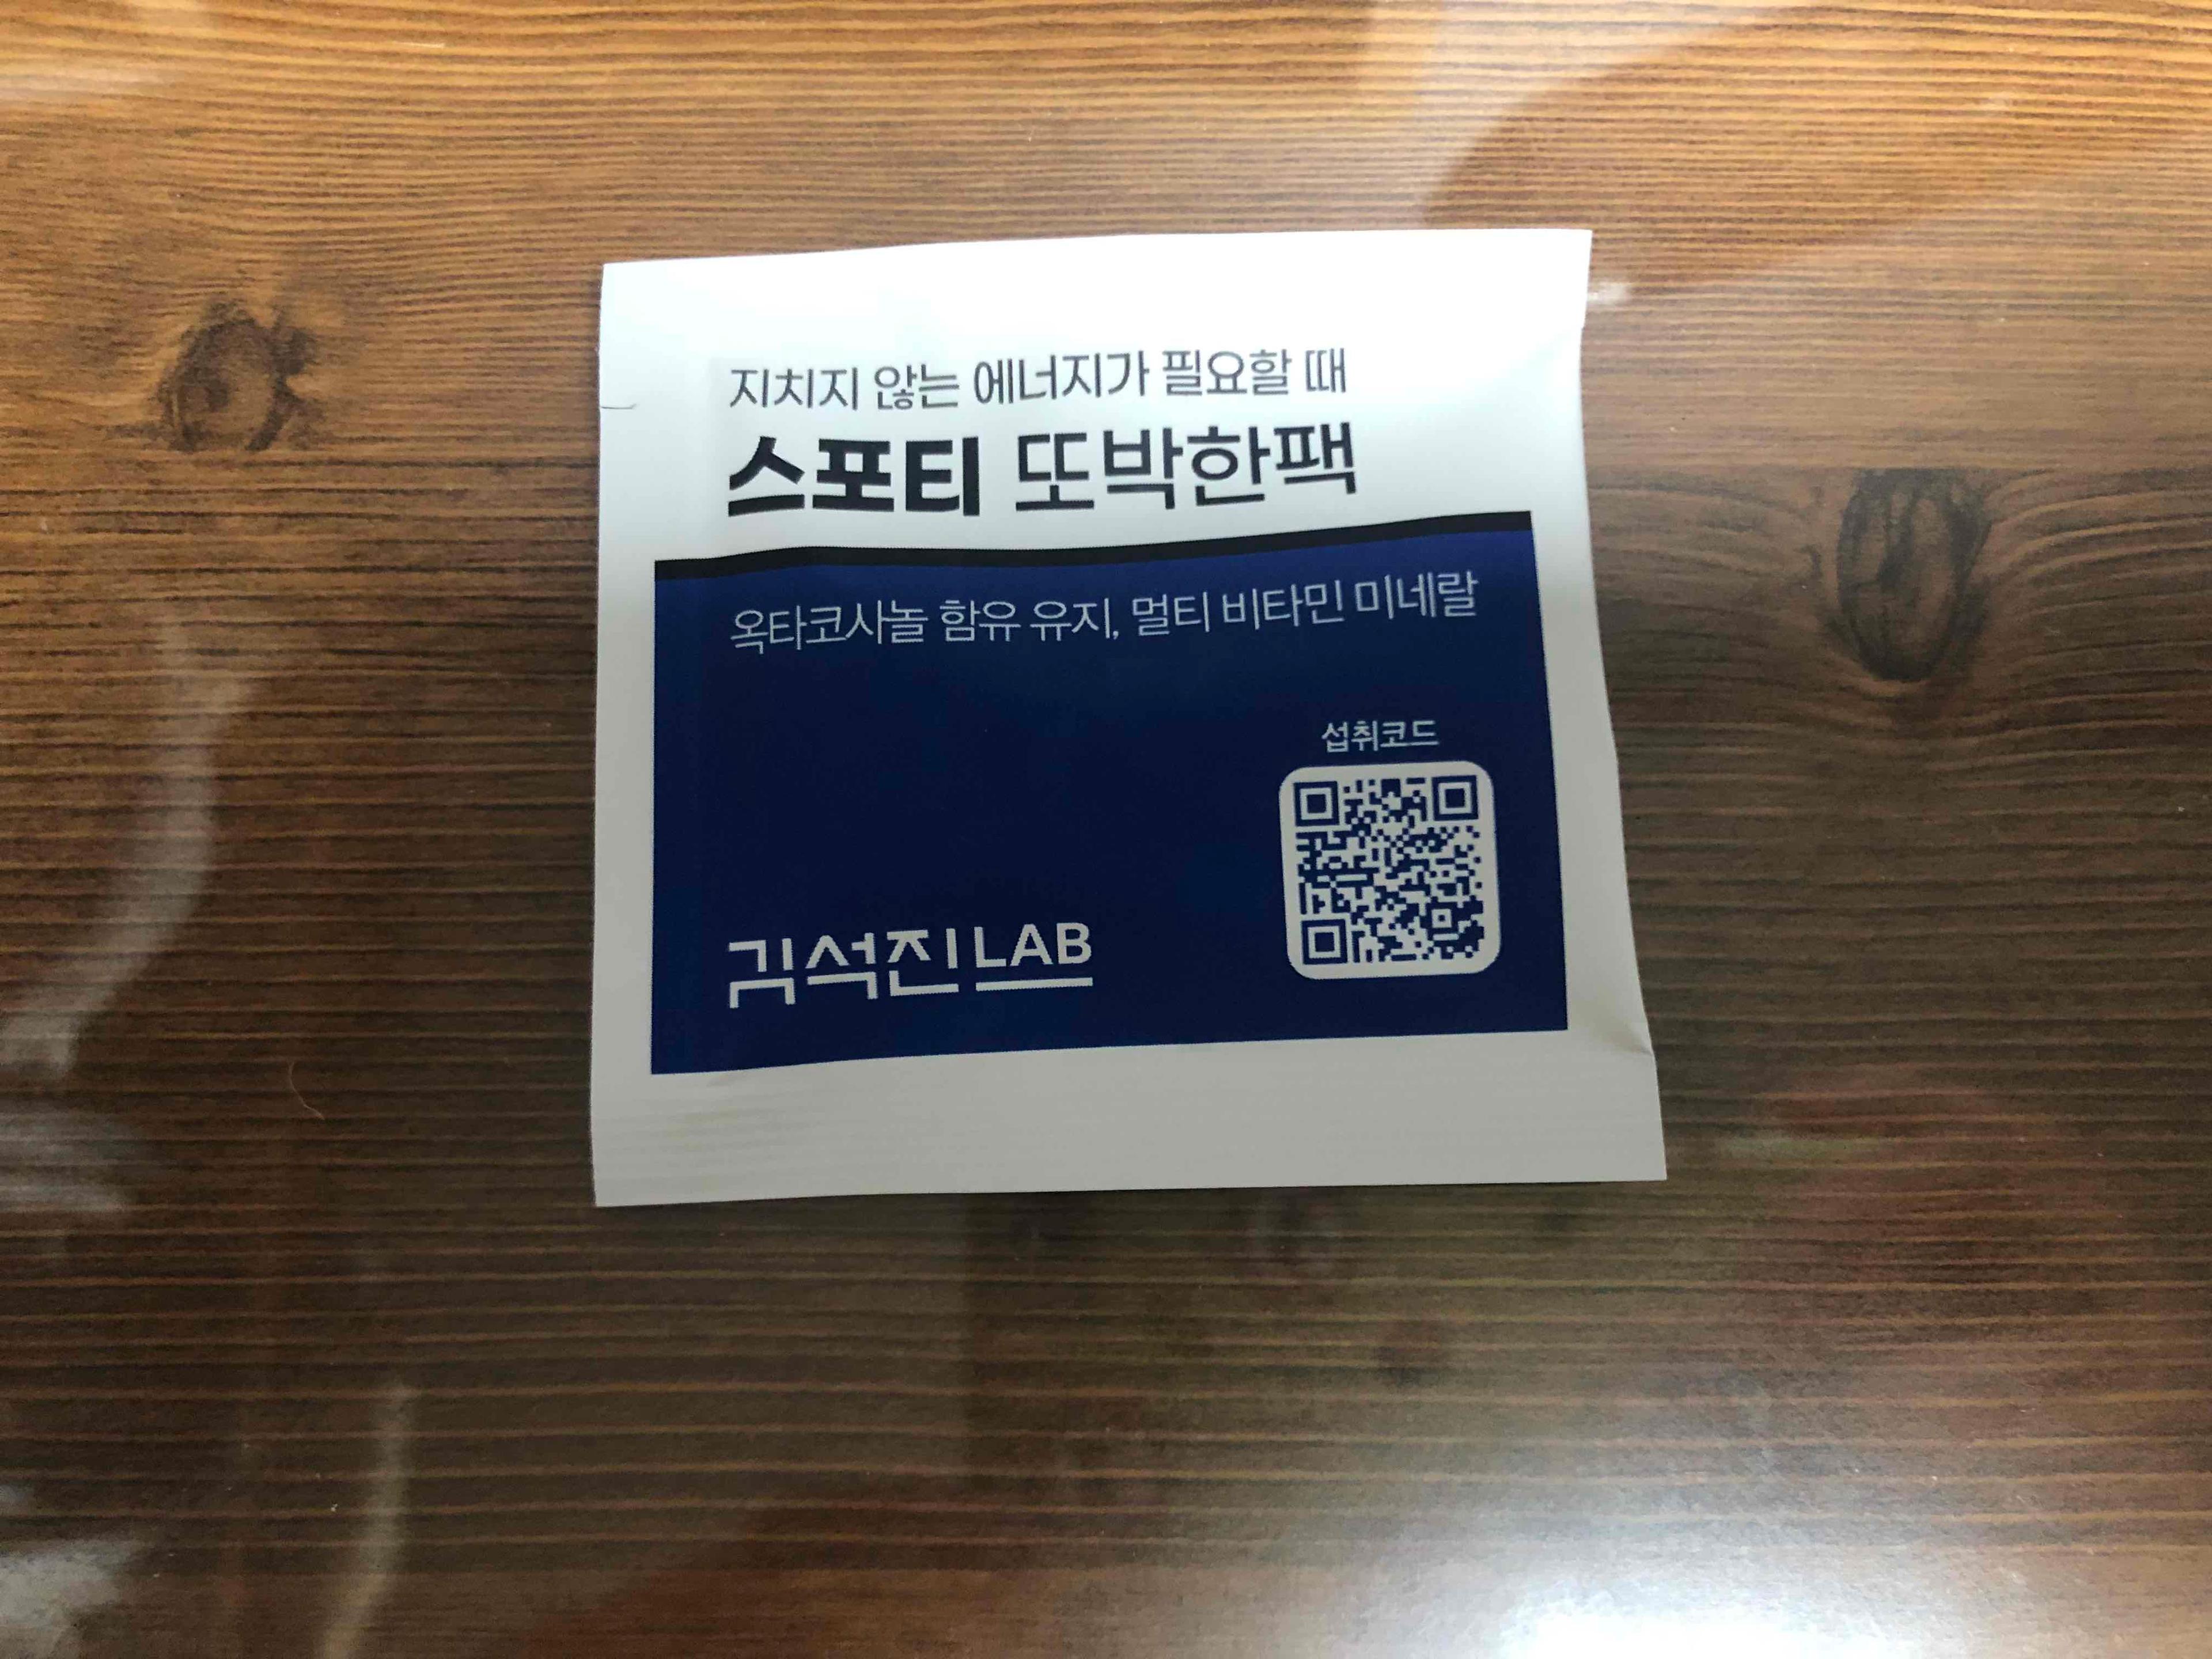 지치지 않는 에너지가 필요할 때
스포티 또박한팩
옥타코사놀 함유 유지, 멀티 비타민 미네랄
섭취코드
김석진LAB